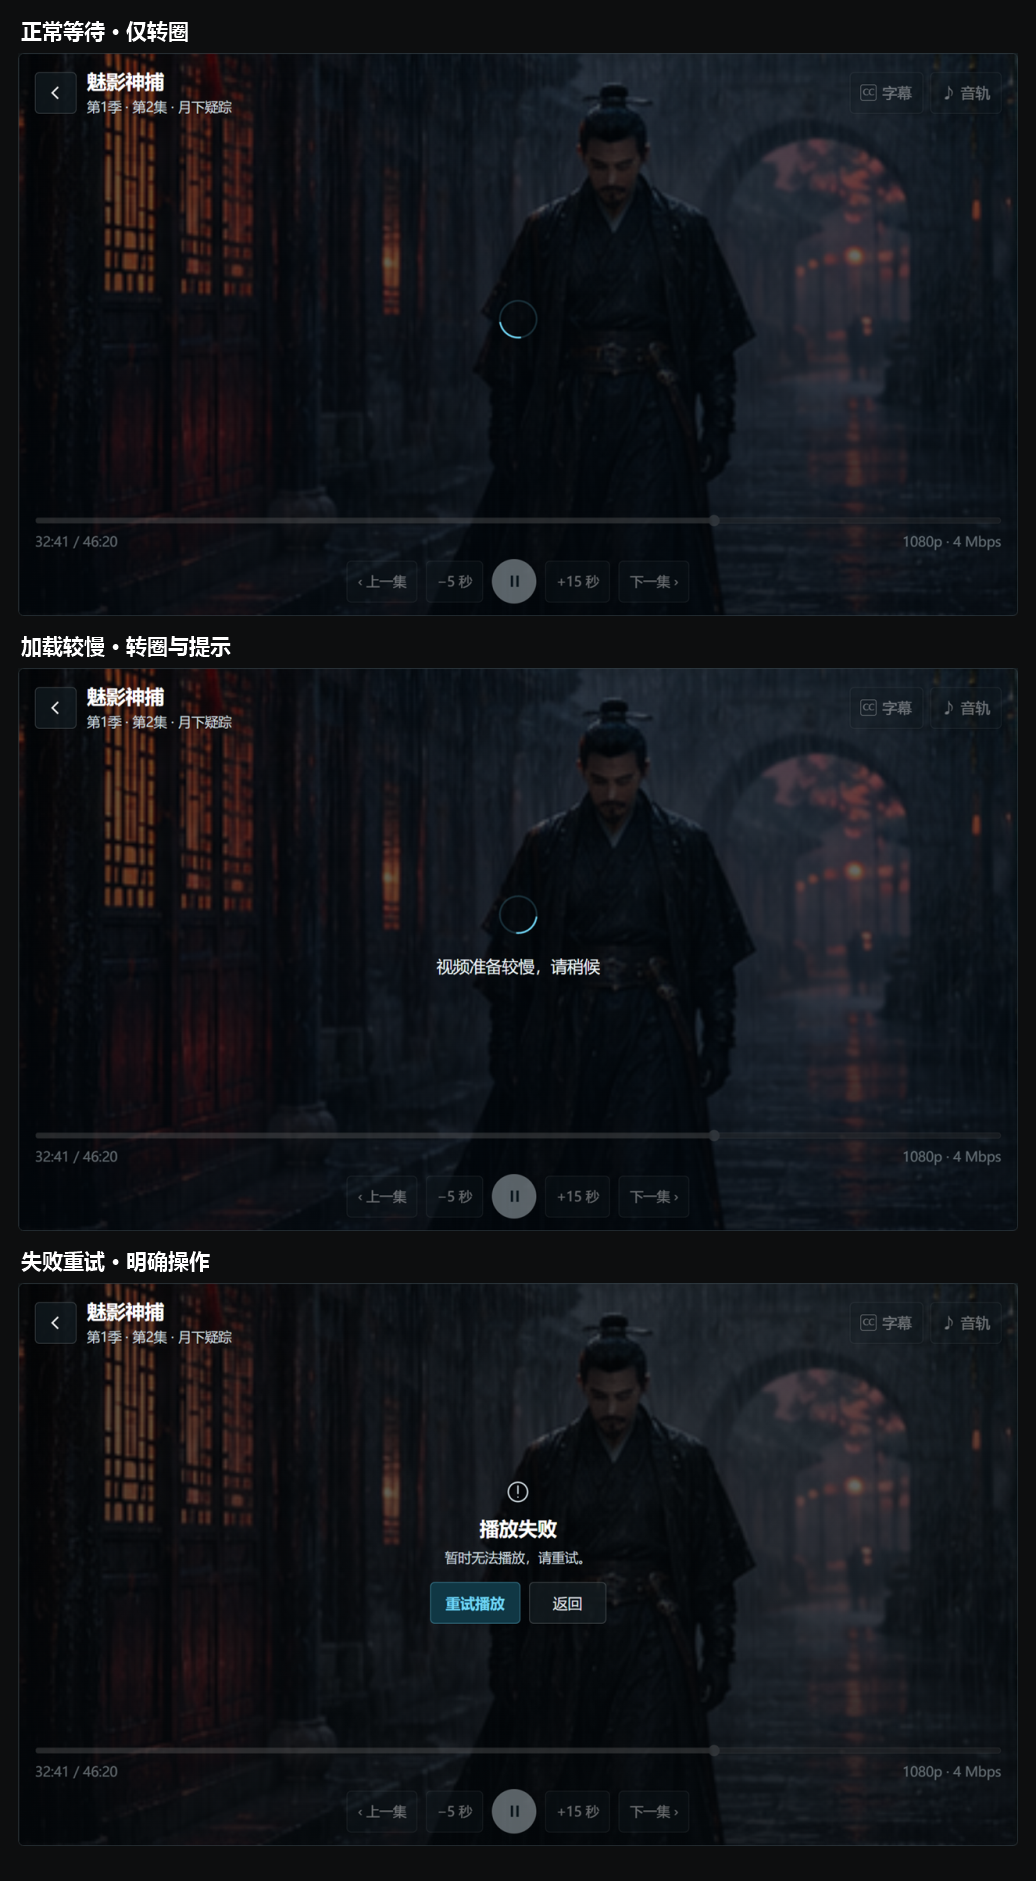 正常等待 • 仅转圈
魅影神捕
第1季 · 第2集 · 月下疑踪
CC 字幕
♪ 音轨
32:41 / 46:20
1080p · 4 Mbps
‹ 上一集
−5 秒
+15 秒
下一集 ›
加载较慢 • 转圈与提示
魅影神捕
第1季 · 第2集 · 月下疑踪
CC 字幕
♪ 音轨
视频准备较慢，请稍候
32:41 / 46:20
1080p · 4 Mbps
‹ 上一集
−5 秒
+15 秒
下一集 ›
失败重试 • 明确操作
魅影神捕
第1季 · 第2集 · 月下疑踪
CC 字幕
♪ 音轨
播放失败
暂时无法播放，请重试。
重试播放
返回
32:41 / 46:20
1080p · 4 Mbps
‹ 上一集
−5 秒
+15 秒
下一集 ›